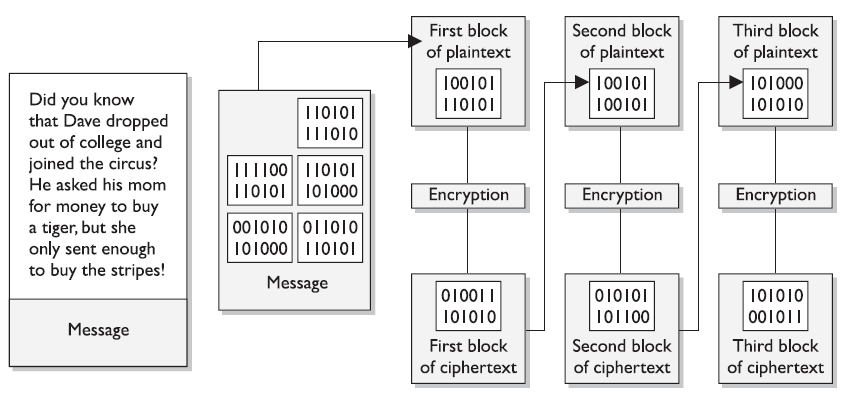 Did you know
that Dave dropped
out of college and
joined the circus?
He asked his mom
for money to buy
a tiger, but she
only sent enough
to buy the stripes!
Message
110101
111010
111100
110101
110101
101000
001010
101000
011010
110101
Message
First block
of plaintext
100101
110101
Encryption
010011
101010
First block
of ciphertext
Second block
of plaintext
100101
100101
Encryption
010101
101100
Second block
of ciphertext
Third block
of plaintext
101000
101010
Encryption
101010
001011
Third block
of ciphertext